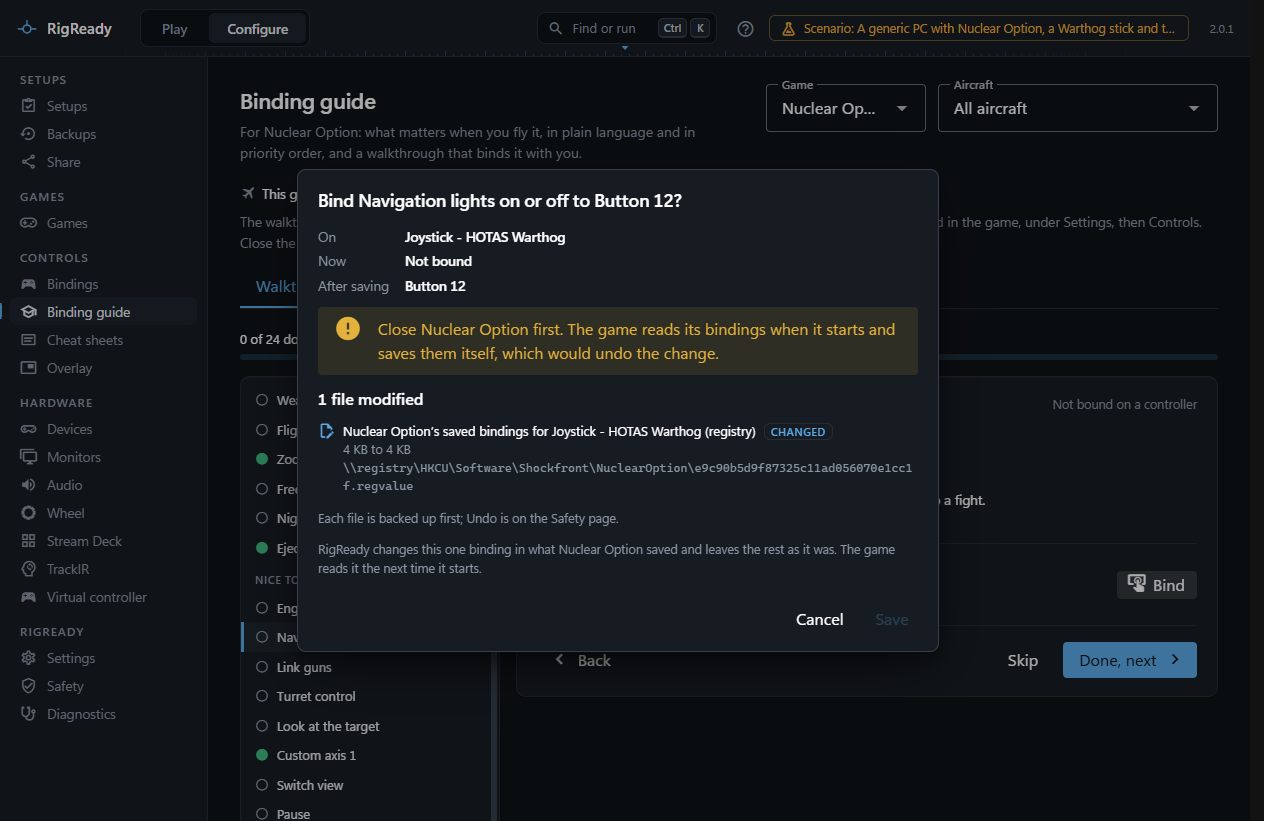 RigReady
Play
Configure
Find or run
Ctrl
K
Scenario: A generic PC with Nuclear Option, a Warthog stick and t...
2.0.1
SETUPS
Setups
Backups
Share
GAMES
Games
CONTROLS
Bindings
Binding guide
Cheat sheets
Overlay
HARDWARE
Devices
Monitors
Audio
Wheel
Stream Deck
TrackIR
Virtual controller
RIGREADY
Settings
Safety
Diagnostics
Binding guide
For Nuclear Option: what matters when you fly it, in plain language and in
priority order, and a walkthrough that binds it with you.
Game
Nuclear Op...
Aircraft
All aircraft
This g
The walkt
d in the game, under Settings, then Controls.
Close the
Walkt
0 of 24 do
Wea
Flig
Zoo
Free
Nig
Ejec
NICE TO
Eng
Nav
Link guns
Turret control
Look at the target
Custom axis 1
Switch view
Pause
Not bound on a controller
o a fight.
Bind
Back
Skip
Done, next
Bind Navigation lights on or off to Button 12?
On
Joystick - HOTAS Warthog
Now
Not bound
After saving
Button 12
Close Nuclear Option first. The game reads its bindings when it starts and
saves them itself, which would undo the change.
1 file modified
Nuclear Option's saved bindings for Joystick - HOTAS Warthog (registry)
CHANGED
4 KB to 4 KB
\\registry\HKCU\Software\Shockfront\NuclearOption\e9c90b5d9f87325c11ad056070e1cc1
f.regvalue
Each file is backed up first; Undo is on the Safety page.
RigReady changes this one binding in what Nuclear Option saved and leaves the rest as it was. The game
reads it the next time it starts.
Cancel
Save